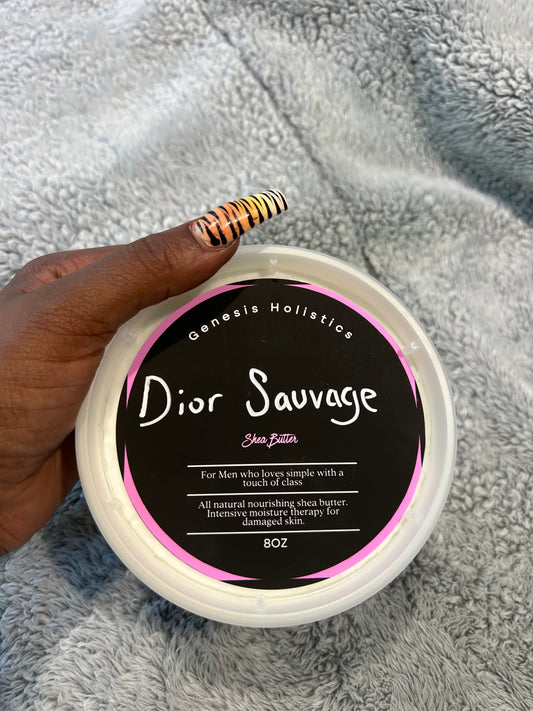 Genesis Holistics
Dior Sauvage
Shea Butter
For Men who loves simple with a
touch of class
All natural nourishing shea butter.
Intensive moisture therapy for
damaged skin.
8OZ